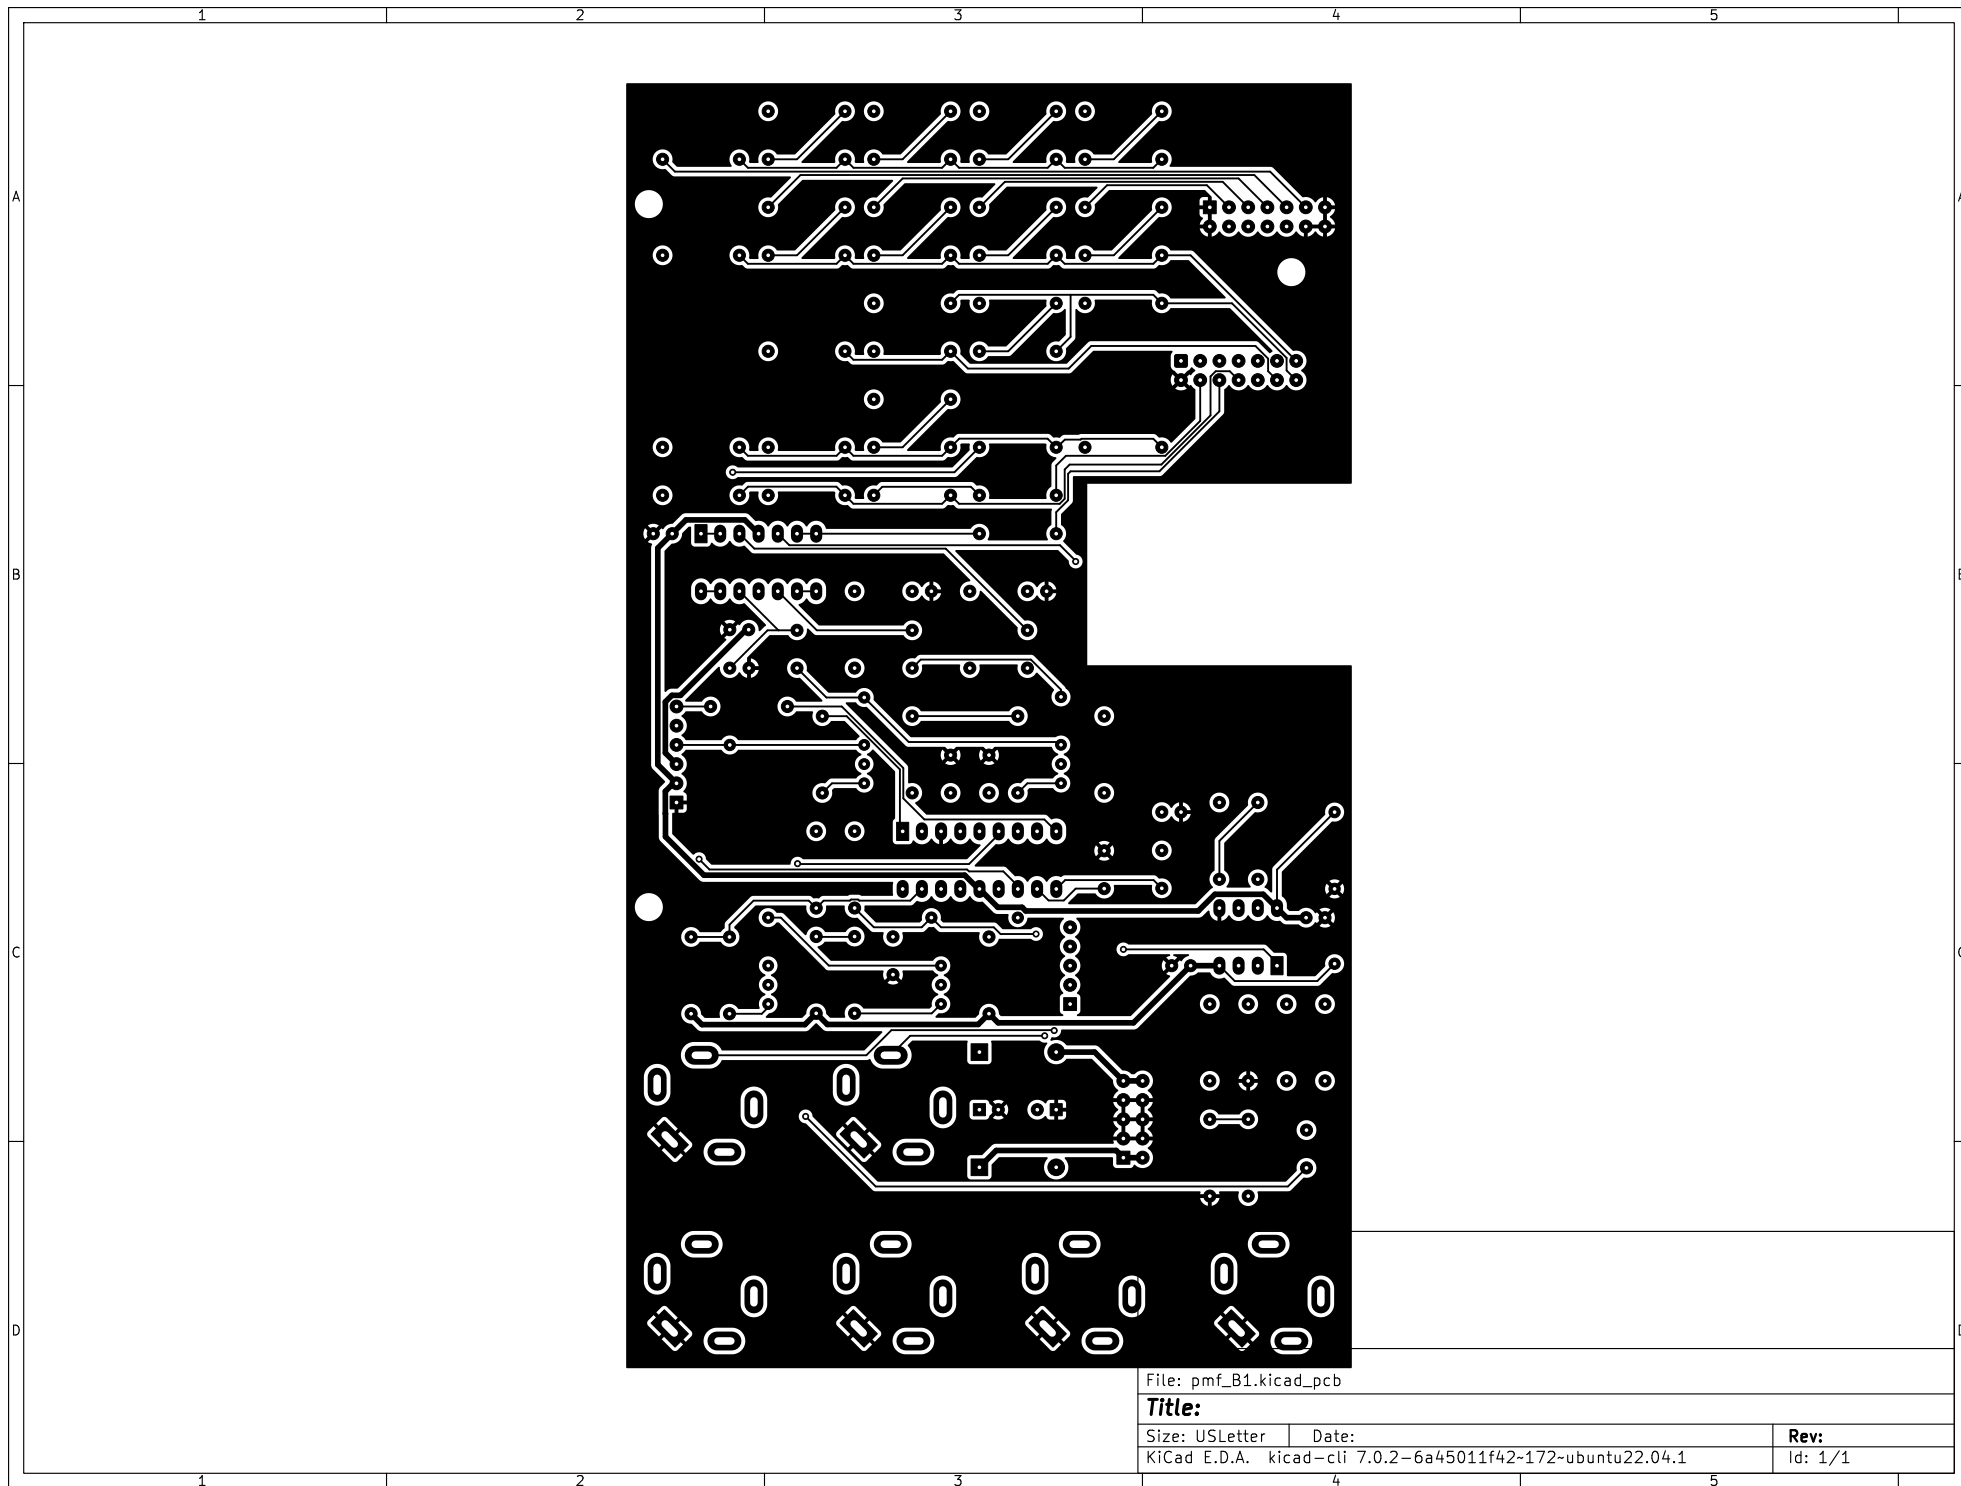 1 2 3 4 5
A A
B B
C C
D D
File: pmf_B1.kicad_pcb
Title:
Size: USLetter Date: Rev:
KiCad E.D.A. kicad-cli 7.0.2-6a45011f42~172~ubuntu22.04.1 Id: 1/1
1 2 3 4 5